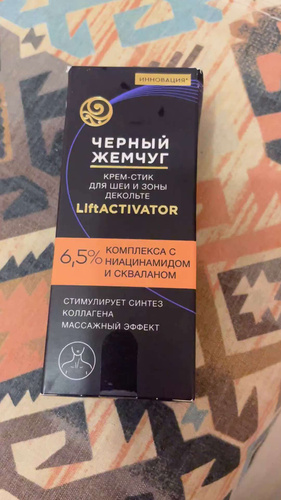 ИННОВАЦИЯ*
ЧЕРНЫЙ
ЖЕМЧУГ
КРЕМ-СТИК
ДЛЯ ШЕИ И ЗОНЫ
ДЕКОЛЬТЕ
LIftACTIVATOR
6,5% КОМПЛЕКСА С
НИАЦИНАМИДОМ
И СКВАЛАНОМ
СТИМУЛИРУЕТ СИНТЕЗ
КОЛЛАГЕНА
МАССАЖНЫЙ ЭФФЕКТ